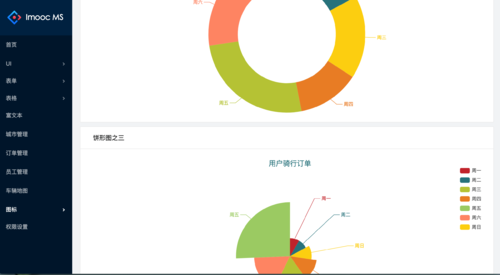 Imooc MS
首页
UI
表单
表格
富文本
城市管理
订单管理
员工管理
车辆地图
图标
权限设置
周六
周三
周五
周四
饼形图之三
用户骑行订单
周一
周二
周三
周四
周五
周六
周日
周一
周二
周五
周日